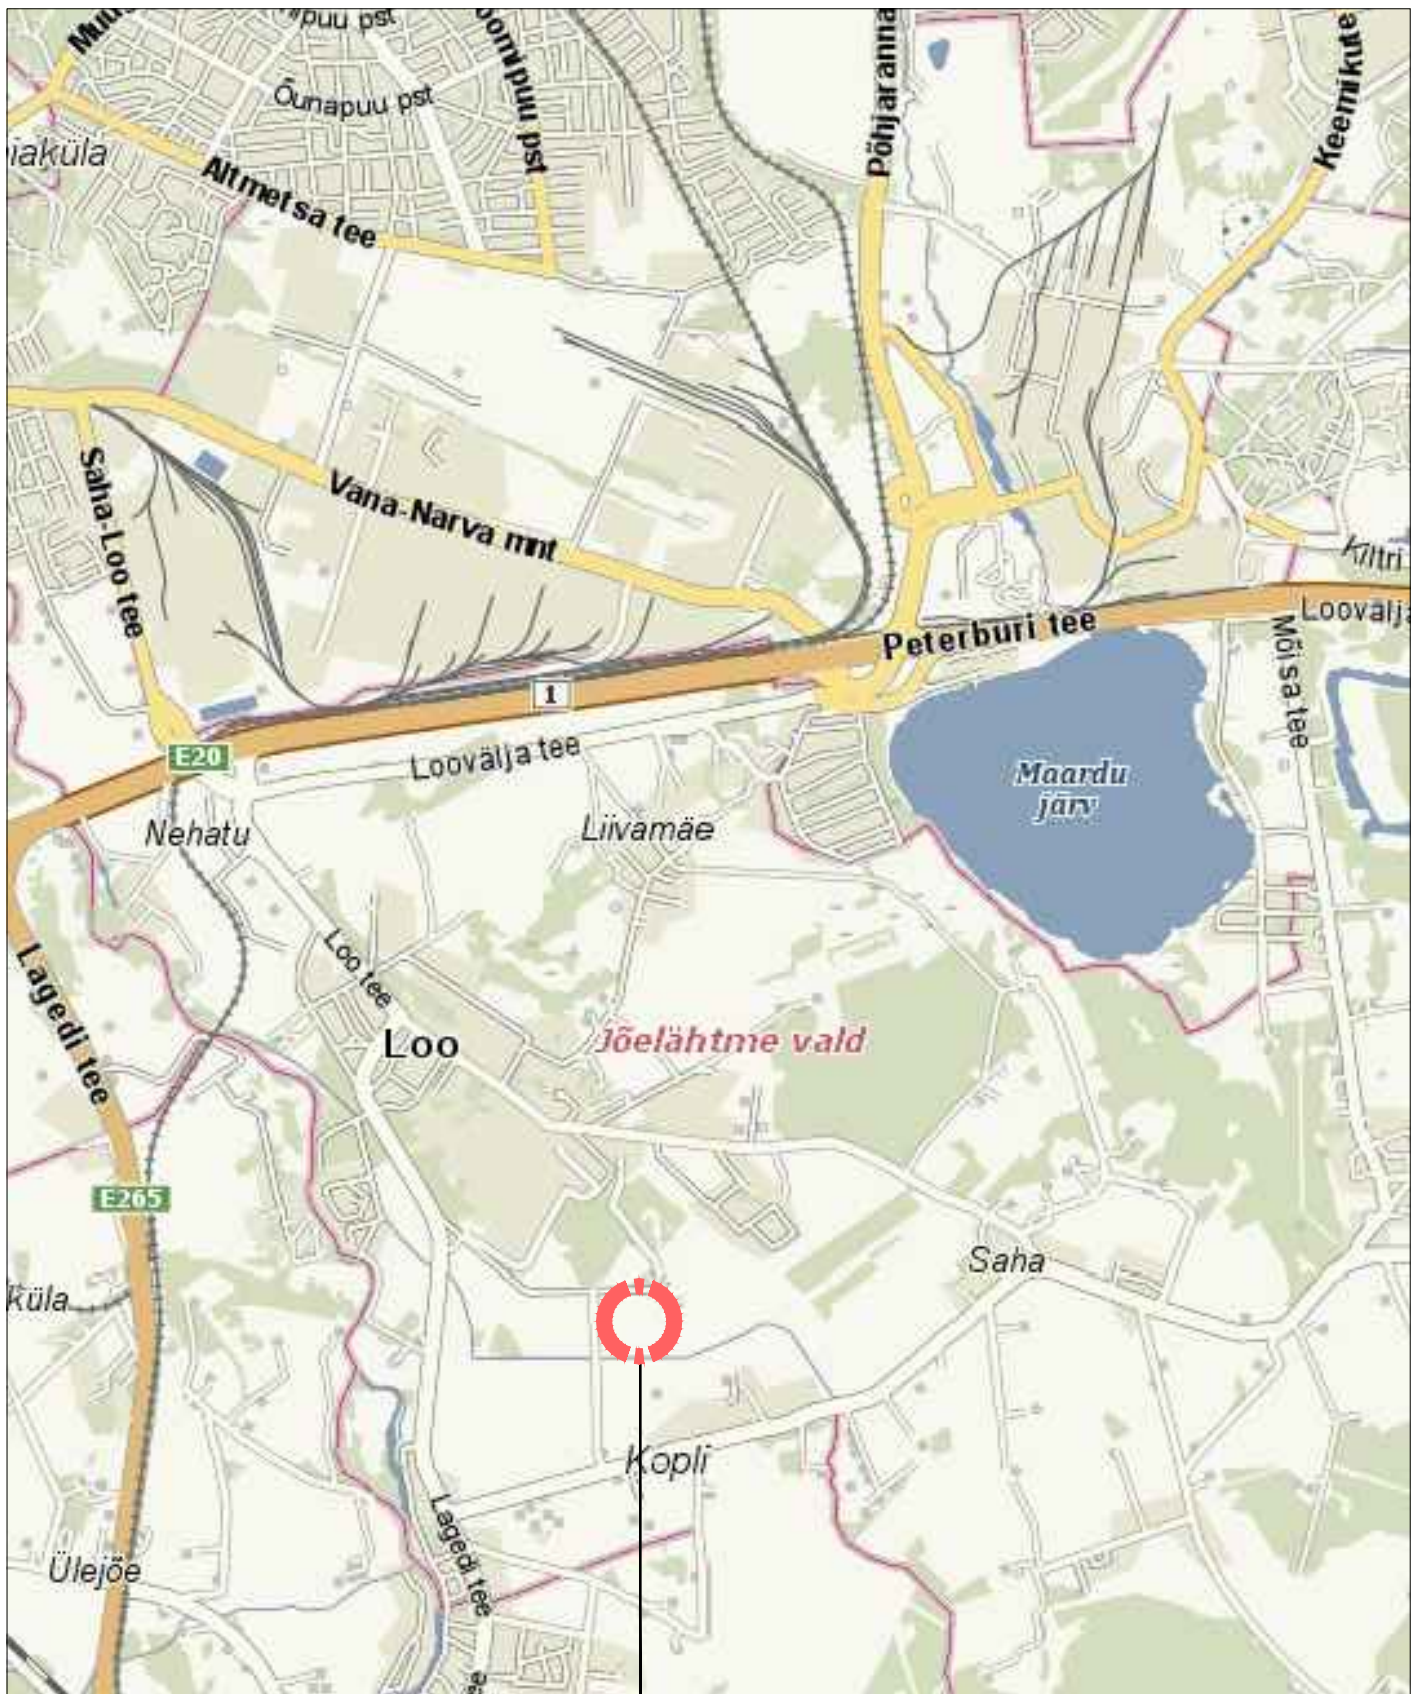 Õunapuu pst
Altmetsa tee
Põhjaranna
Saha-Loo tee
Vana-Narva mnt
Peterburi tee
Loovälja
Mõisa tee
1
E20
Loovälja tee
Maardu
järv
Nehatu
Liivamäe
Loo tee
Lagedi tee
Loo
Jõelähtme vald
E265
Saha
küla
Kopli
Lagedi tee
Ülejõe